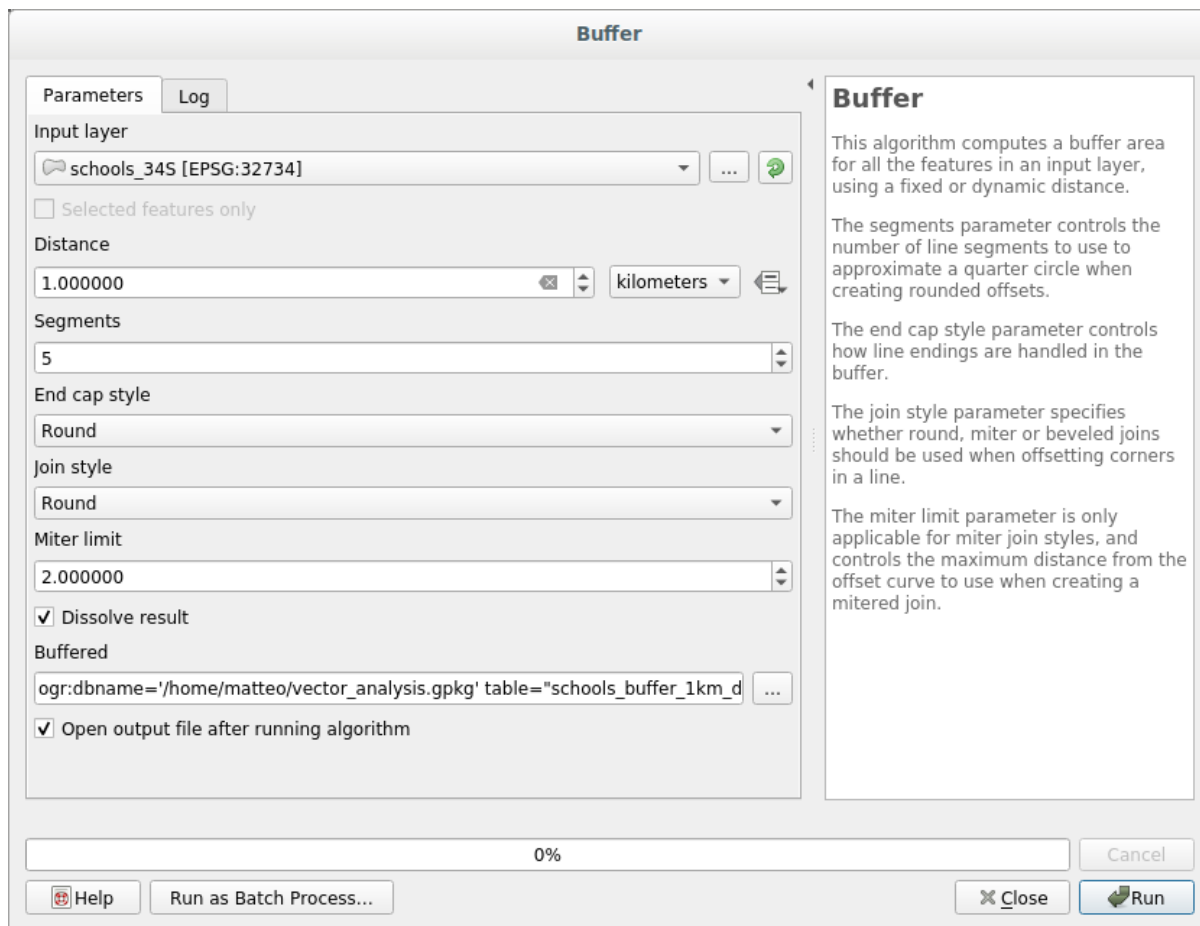 Buffer
Parameters
Log
Input layer
schools_34S [EPSG:32734]
...
Selected features only
Distance
1.000000
kilometers
Segments
5
End cap style
Round
Join style
Round
Miter limit
2.000000
Dissolve result
Buffered
ogr:dbname='/home/matteo/vector_analysis.gpkg' table="schools_buffer_1km_d
...
Open output file after running algorithm
Buffer
This algorithm computes a buffer area
for all the features in an input layer,
using a fixed or dynamic distance.
The segments parameter controls the
number of line segments to use to
approximate a quarter circle when
creating rounded offsets.
The end cap style parameter controls
how line endings are handled in the
buffer.
The join style parameter specifies
whether round, miter or beveled joins
should be used when offsetting corners
in a line.
The miter limit parameter is only
applicable for miter join styles, and
controls the maximum distance from the
offset curve to use when creating a
mitered join.
0%
Cancel
Help
Run as Batch Process...
Close
Run